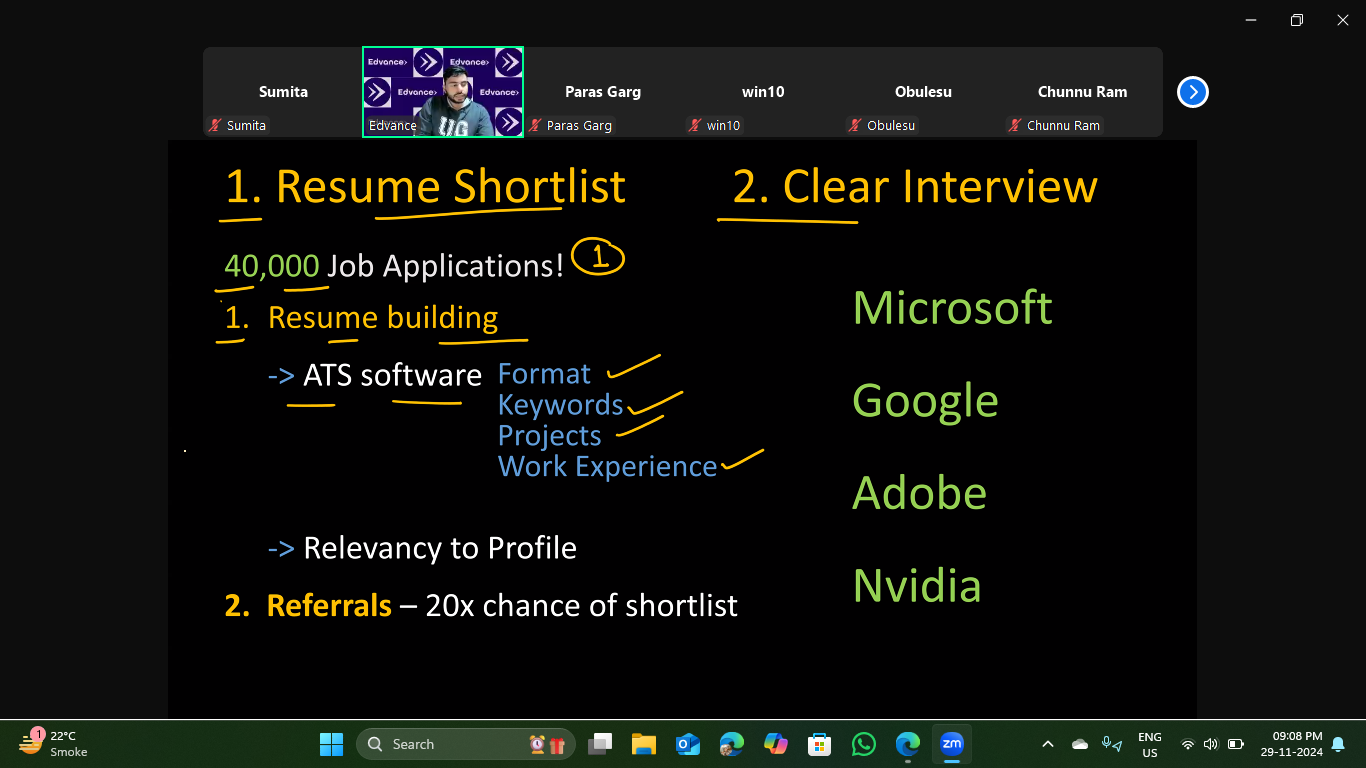 Sumita
Paras Garg
win10
Obulesu
Chunnu Ram
Edvance>
Edvance>
Edvance>
Edvance>
UG
Sumita
Edvance
Paras Garg
win10
Obulesu
Chunnu Ram
1. Resume Shortlist
2. Clear Interview
40,000 Job Applications! 1
1. Resume building
-> ATS software
Format
Keywords
Projects
Work Experience
-> Relevancy to Profile
2. Referrals – 20x chance of shortlist
Microsoft
Google
Adobe
Nvidia
1
22°C
Smoke
Search
zm
ENG
US
09:08 PM
29-11-2024